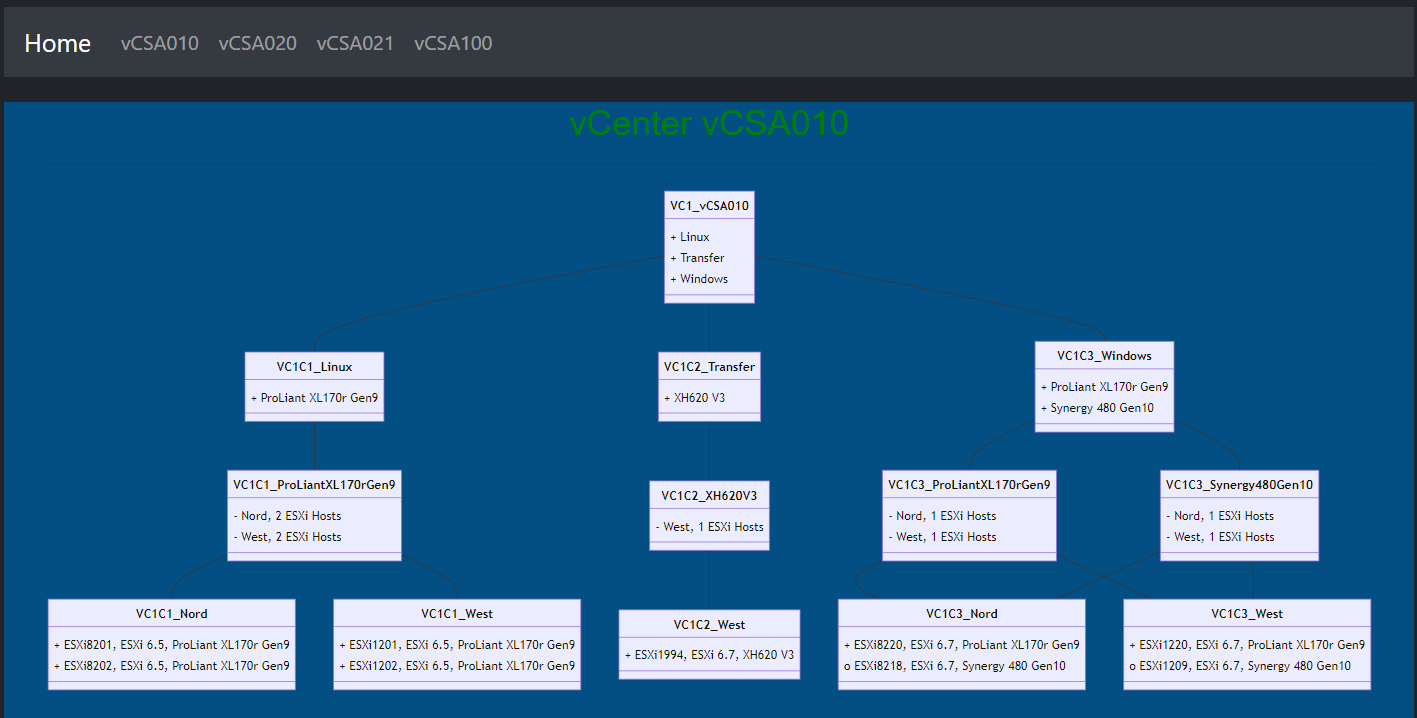 Home vCSA010 vCSA020 vCSA021 vCSA100
vCenter vCSA010
VC1_vCSA010
+ Linux
+ Transfer
+ Windows
VC1C1_Linux
+ ProLiant XL170r Gen9
VC1C2_Transfer
+ XH620 V3
VC1C3_Windows
+ ProLiant XL170r Gen9
+ Synergy 480 Gen10
VC1C1_ProLiantXL170rGen9
- Nord, 2 ESXi Hosts
- West, 2 ESXi Hosts
VC1C2_XH620V3
- West, 1 ESXi Hosts
VC1C3_ProLiantXL170rGen9
- Nord, 1 ESXi Hosts
- West, 1 ESXi Hosts
VC1C3_Synergy480Gen10
- Nord, 1 ESXi Hosts
- West, 1 ESXi Hosts
VC1C1_Nord
+ ESXi8201, ESXi 6.5, ProLiant XL170r Gen9
+ ESXi8202, ESXi 6.5, ProLiant XL170r Gen9
VC1C1_West
+ ESXi1201, ESXi 6.5, ProLiant XL170r Gen9
+ ESXi1202, ESXi 6.5, ProLiant XL170r Gen9
VC1C2_West
+ ESXi1994, ESXi 6.7, XH620 V3
VC1C3_Nord
+ ESXi8220, ESXi 6.7, ProLiant XL170r Gen9
o ESXi8218, ESXi 6.7, Synergy 480 Gen10
VC1C3_West
+ ESXi1220, ESXi 6.7, ProLiant XL170r Gen9
o ESXi1209, ESXi 6.7, Synergy 480 Gen10